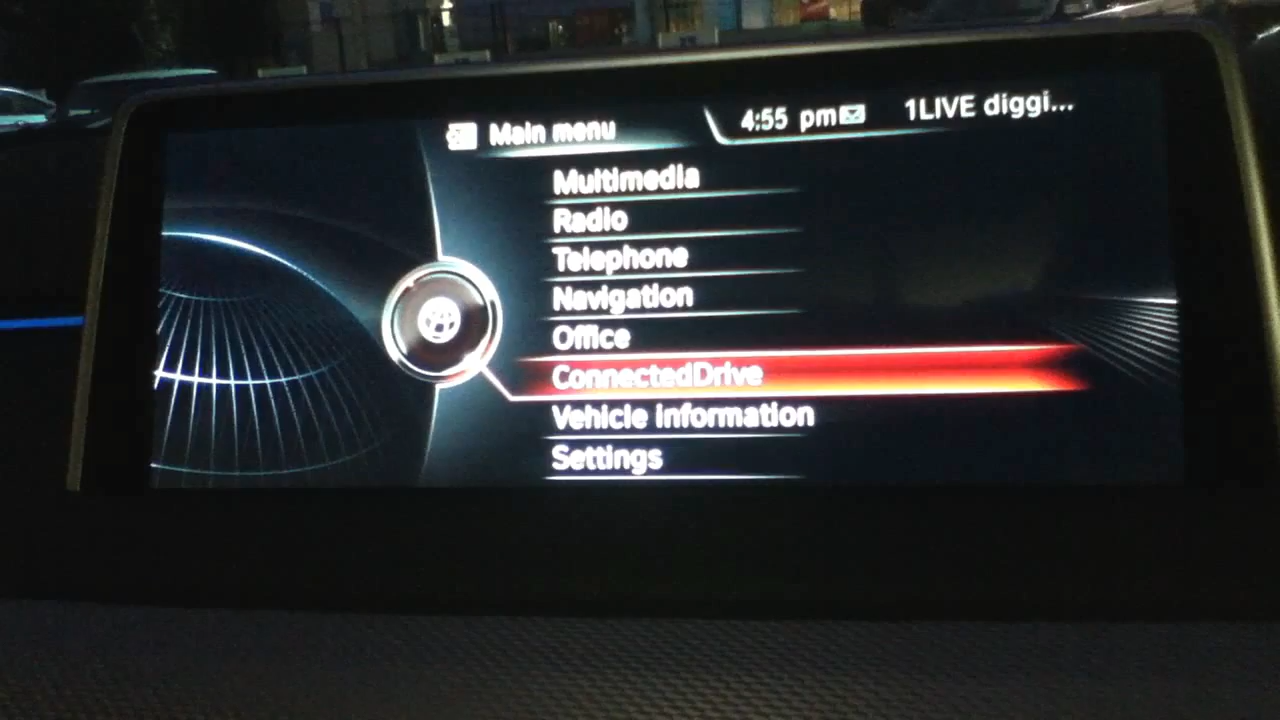 Main menu
4:55 pm
1LIVE diggi...
Multimedia
Radio
Telephone
Navigation
Office
ConnectedDrive
Vehicle information
Settings